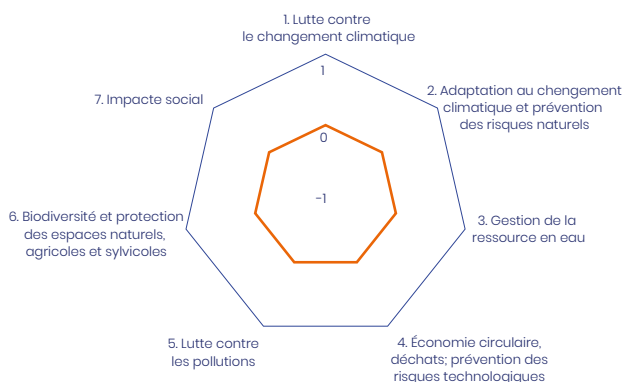 1. Lutte contre
le changement climatique
1
2. Adaptation au chengement
climatique et prévention
des risques naturels
7. Impacte social
0
-1
3. Gestion de la
ressource en eau
6. Biodiversité et protection
des espaces naturels,
agricoles et sylvicoles
4. Économie circulaire,
déchats; prévention des
risques technologiques
5. Lutte contre
les pollutions